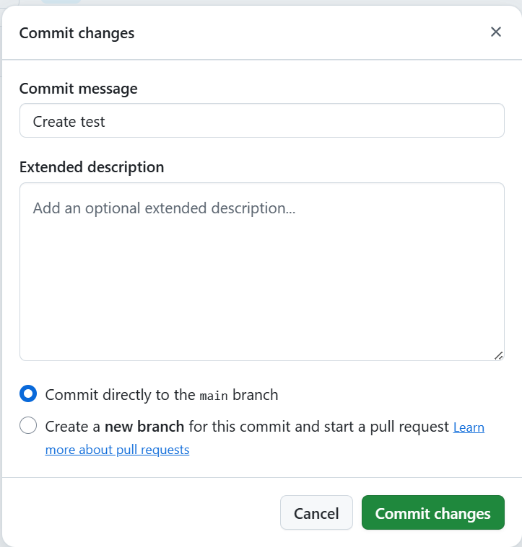 Commit changes
Commit message
Create test
Extended description
Add an optional extended description...
Commit directly to the main branch
Create a new branch for this commit and start a pull request Learn
more about pull requests
Cancel
Commit changes